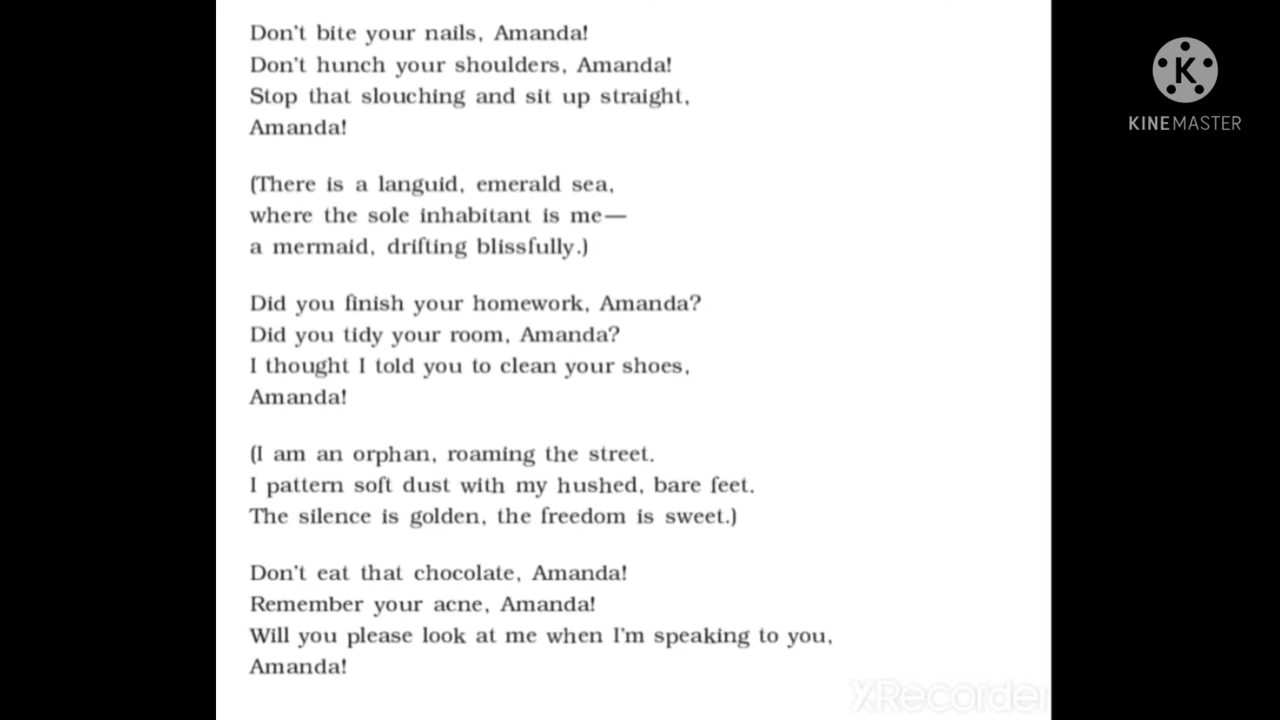 Don't bite your nails, Amanda!
Don't hunch your shoulders, Amanda!
Stop that slouching and sit up straight,
Amanda!
(There is a languid, emerald sea,
where the sole inhabitant is me—
a mermaid, drifting blissfully.)
Did you finish your homework, Amanda?
Did you tidy your room, Amanda?
I thought I told you to clean your shoes,
Amanda!
(I am an orphan, roaming the street.
I pattern soft dust with my hushed, bare feet.
The silence is golden, the freedom is sweet.)
Don't eat that chocolate, Amanda!
Remember your acne, Amanda!
Will you please look at me when I'm speaking to you,
Amanda!
K
KINEMASTER
XRecorder